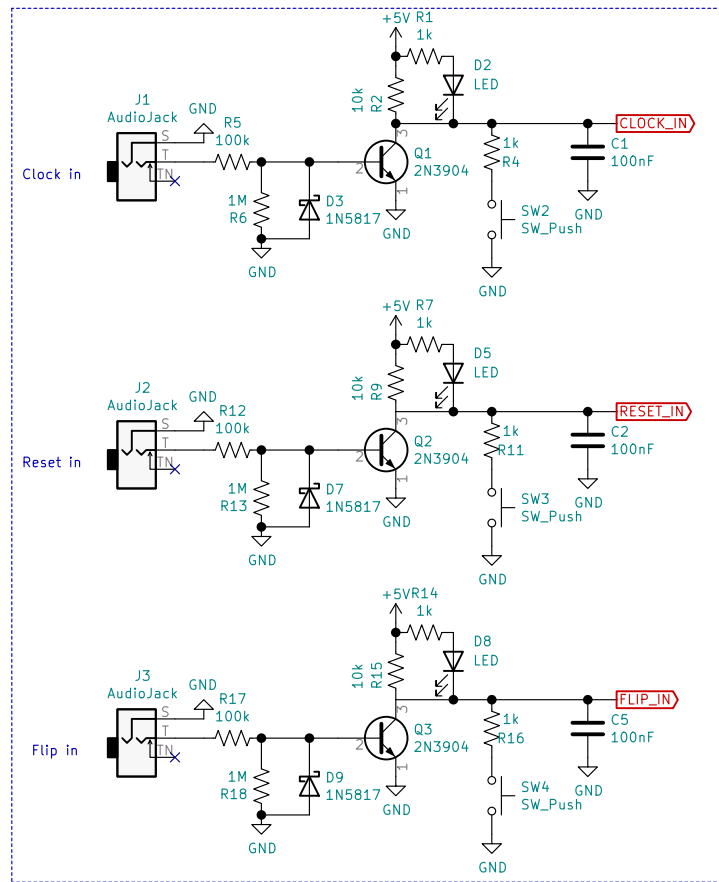 +5V R1
1k
D2
LED
10k
R2
J1
AudioJack
GND
R5
100k
S
T
TN
Clock in
3
2
1
Q1
2N3904
CLOCK_IN
1k
R4
C1
100nF
GND
1M
R6
D3
1N5817
GND
GND
SW2
SW_Push
GND
+5V R7
1k
D5
LED
10k
R9
J2
AudioJack
GND
R12
100k
S
T
TN
Reset in
3
2
1
Q2
2N3904
RESET_IN
1k
R11
C2
100nF
GND
1M
R13
D7
1N5817
GND
GND
SW3
SW_Push
GND
+5V R14
1k
D8
LED
10k
R15
J3
AudioJack
GND
R17
100k
S
T
TN
Flip in
3
2
1
Q3
2N3904
FLIP_IN
1k
R16
C5
100nF
GND
1M
R18
D9
1N5817
GND
GND
SW4
SW_Push
GND